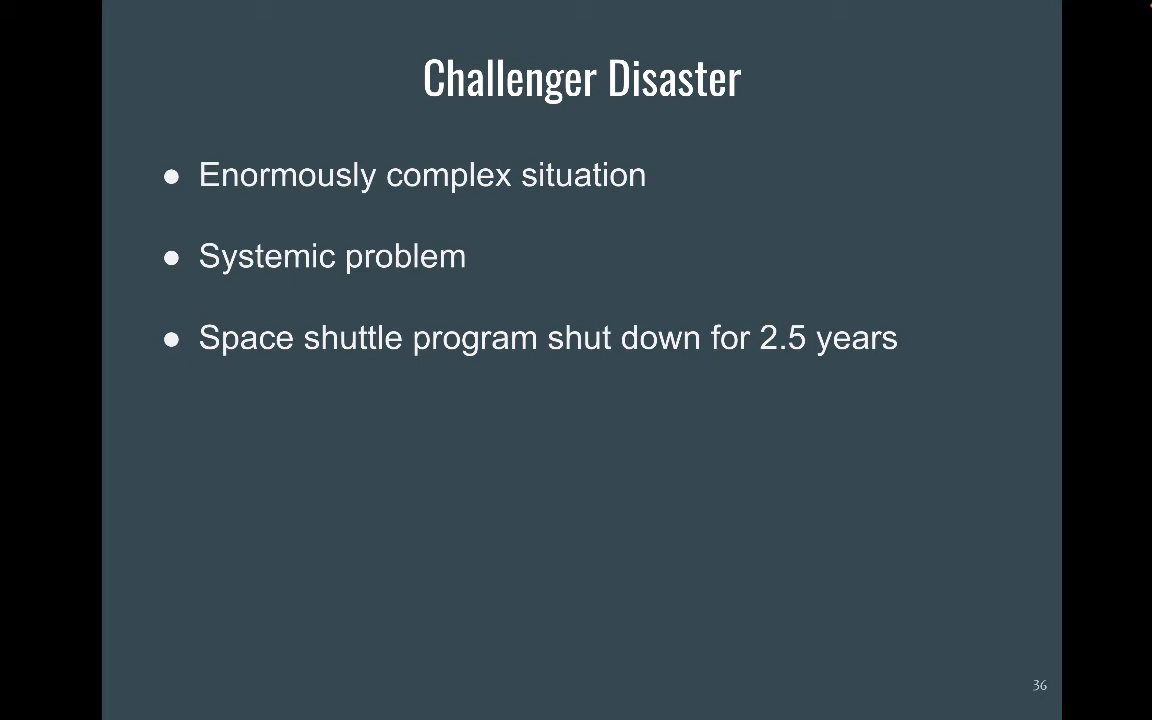 Challenger Disaster
● Enormously complex situation
● Systemic problem
● Space shuttle program shut down for 2.5 years
36